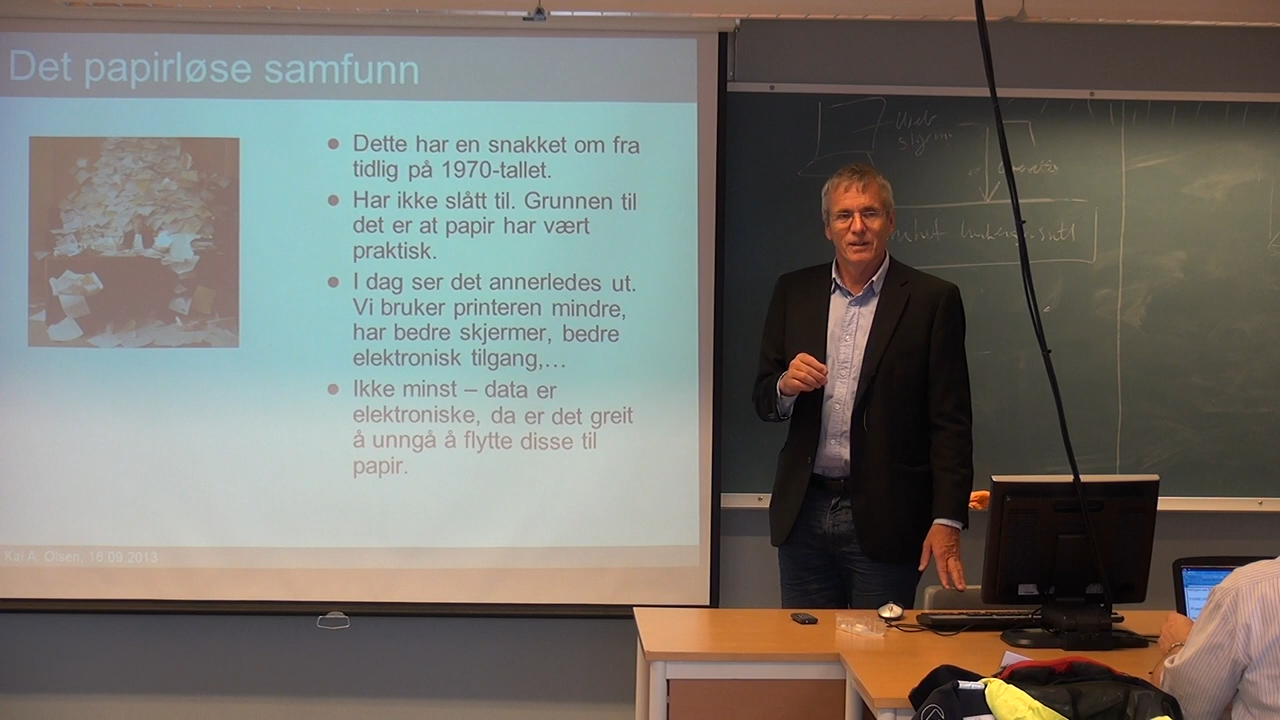 Det papirløse samfunn
Dette har en snakket om fra
tidlig på 1970-tallet.
Har ikke slått til. Grunnen til
det er at papir har vært
praktisk.
I dag ser det annerledes ut.
Vi bruker printeren mindre,
har bedre skjermer, bedre
elektronisk tilgang,…
Ikke minst – data er
elektroniske, da er det greit
å unngå å flytte disse til
papir.
Kai A. Olsen, 16.09.2013